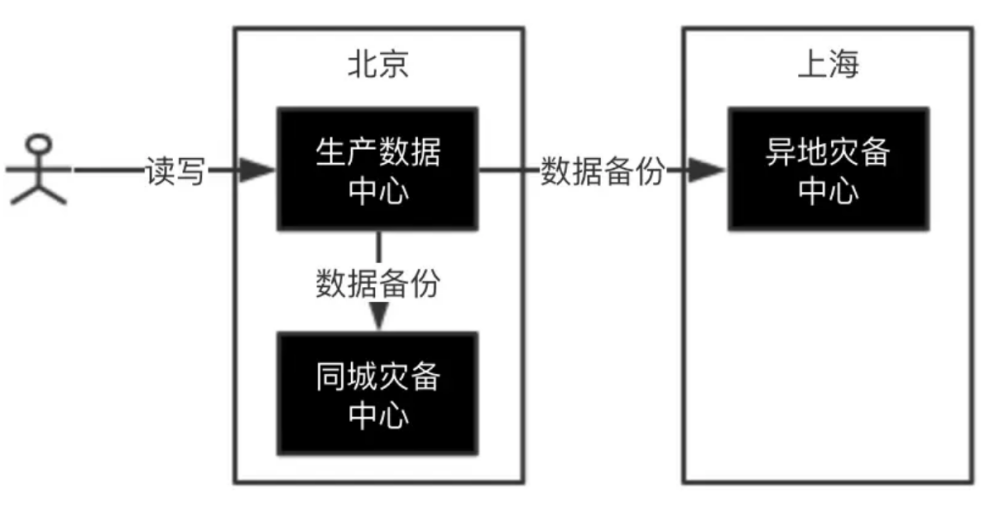 北京
上海
生产数据
中心
异地灾备
中心
读写
数据备份
数据备份
同城灾备
中心